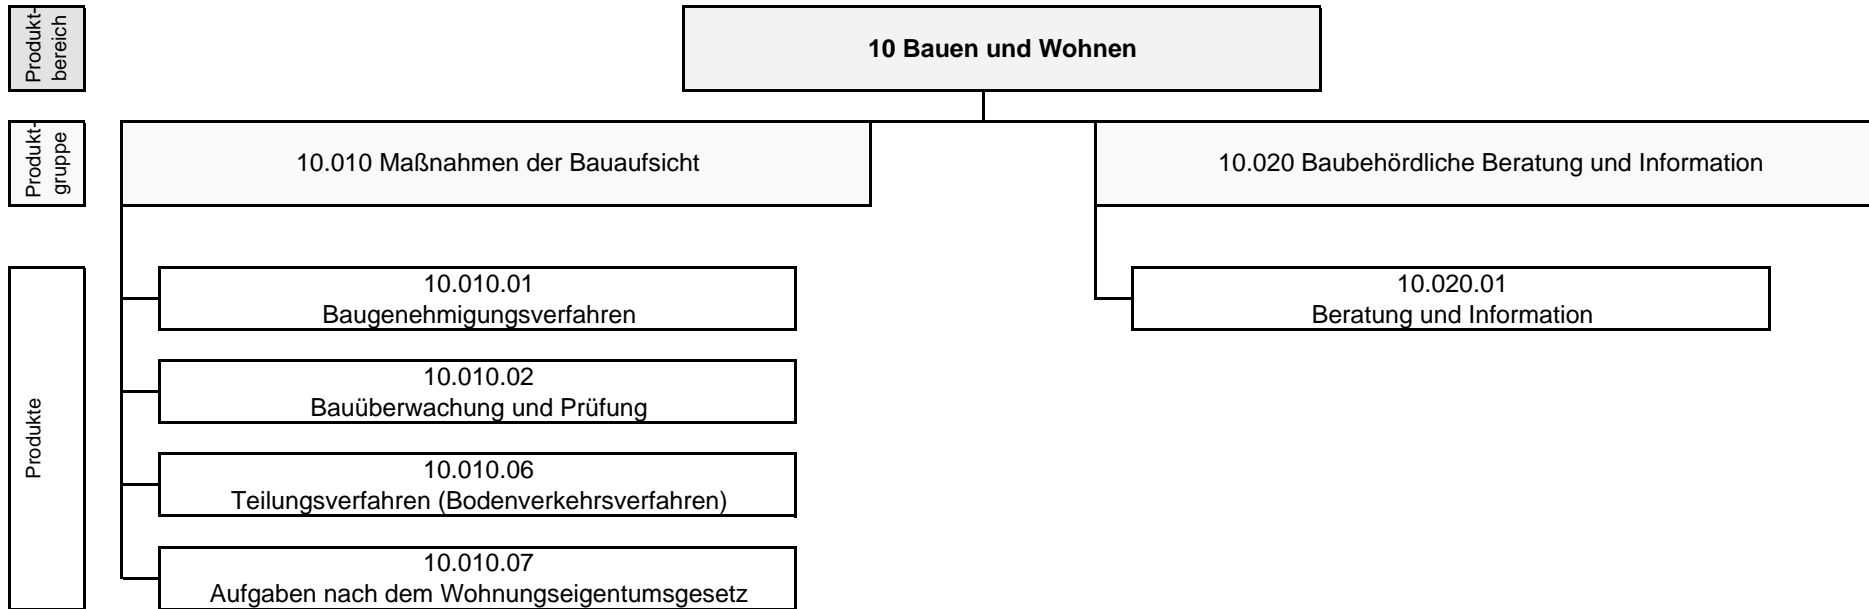 Produkt-
bereich
10 Bauen und Wohnen
Produkt-
gruppe
10.010 Maßnahmen der Bauaufsicht
10.020 Baubehördliche Beratung und Information
Produkte
10.010.01
Baugenehmigungsverfahren
10.020.01
Beratung und Information
10.010.02
Bauüberwachung und Prüfung
10.010.06
Teilungsverfahren (Bodenverkehrsverfahren)
10.010.07
Aufgaben nach dem Wohnungseigentumsgesetz